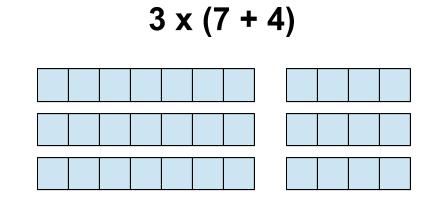 3 x (7 + 4)